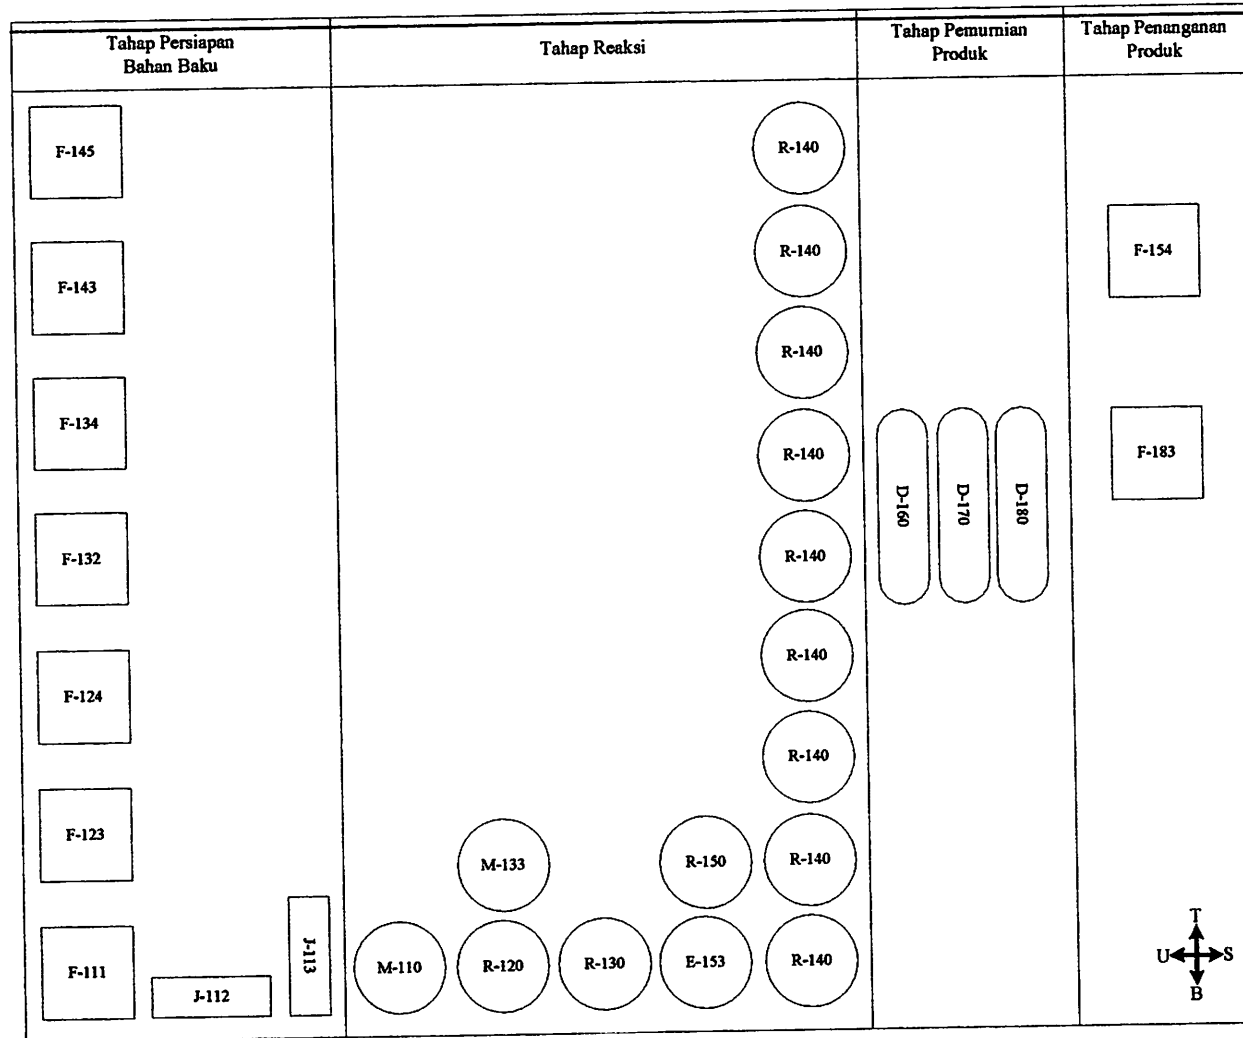 Tahap Persiapan
Bahan Baku
Tahap Reaksi
Tahap Pemurnian
Produk
Tahap Penanganan
Produk
F-145
F-143
F-134
F-132
F-124
F-123
F-111
J-112
J-113
R-140
R-140
R-140
R-140
R-140
R-140
R-140
M-133
R-150
R-140
M-110
R-120
R-130
E-153
R-140
D-160
D-170
D-180
F-154
F-183
T
U
S
B